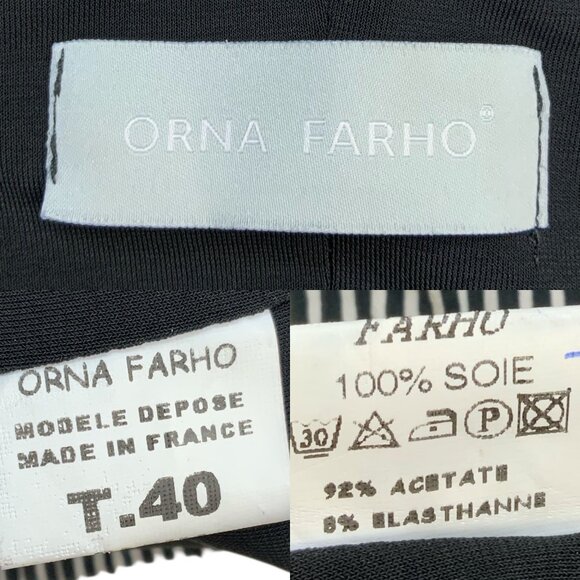 ORNA FARHO®
ORNA FARHO
MODELE DEPOSE
MADE IN FRANCE
T.40
FARHO
100% SOIE
30 P
92% ACETATE
8% ELASTHANNE